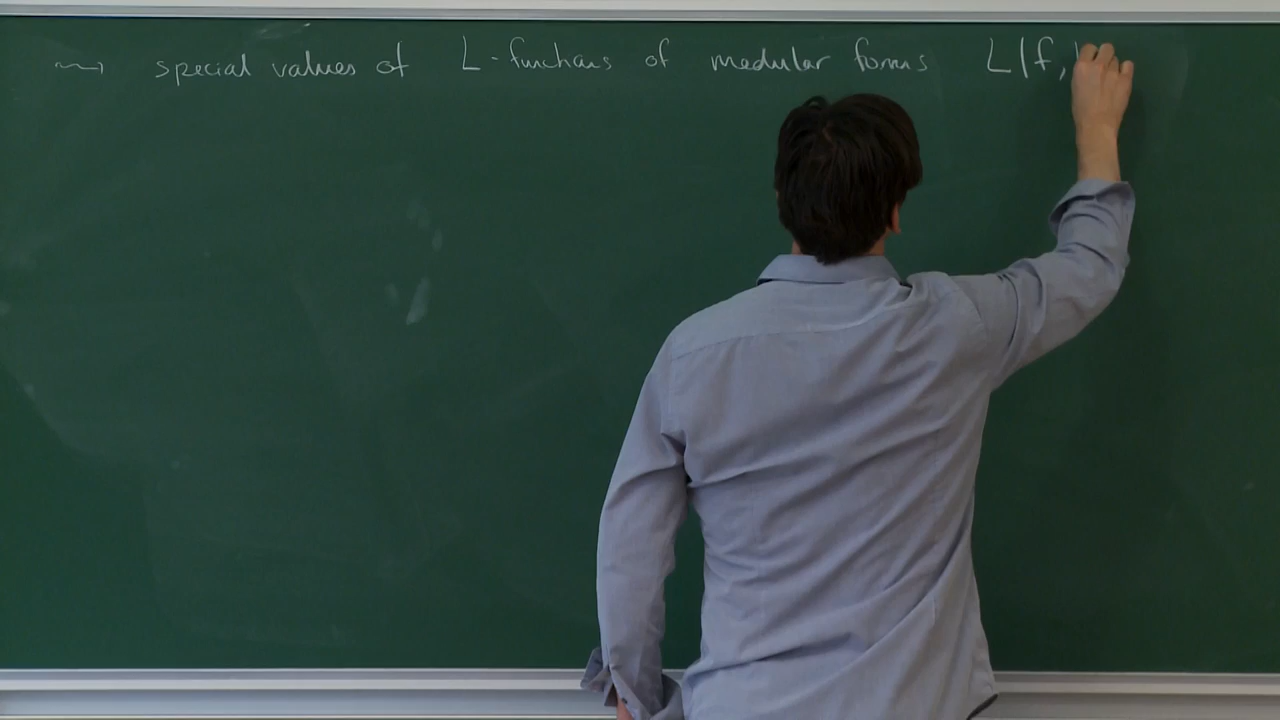 ⇝ special values of L-functions of modular forms L(f,